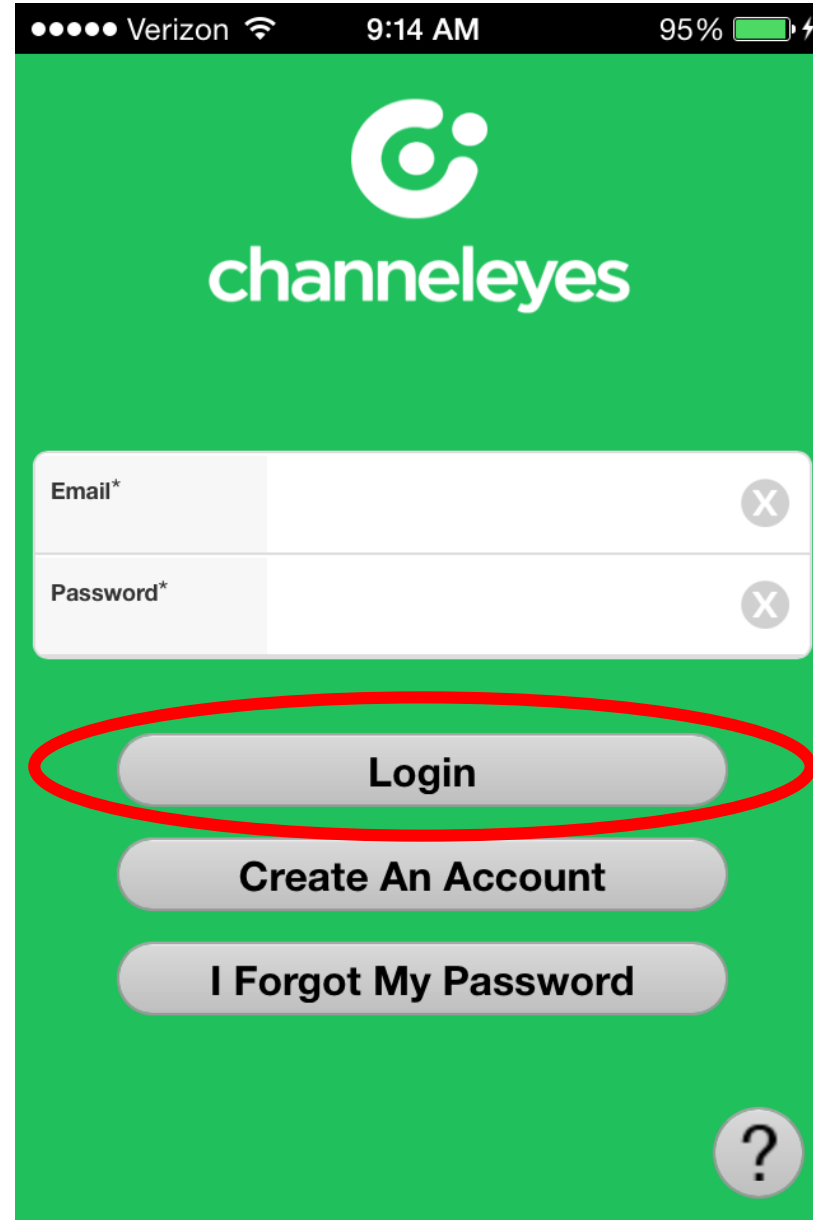 ●●●●● Verizon 9:14 AM 95%
channeleyes
Email*
X
Password*
X
Login
Create An Account
I Forgot My Password
?